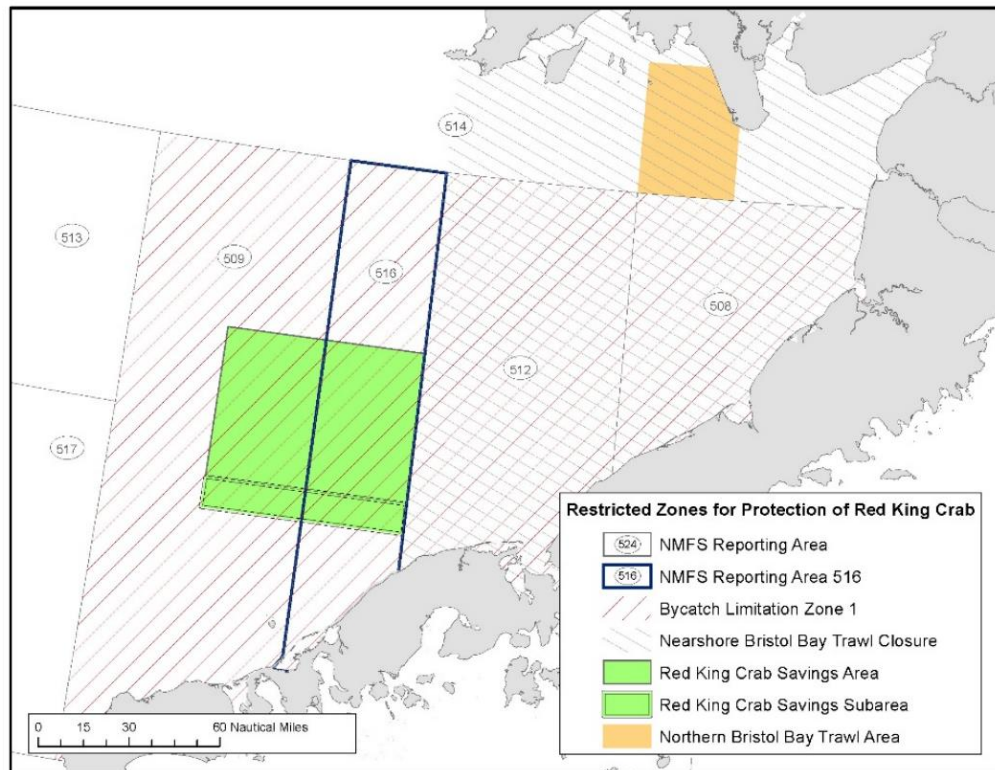 514
513
509
516
508
512
517
Restricted Zones for Protection of Red King Crab
524 NMFS Reporting Area
516 NMFS Reporting Area 516
Bycatch Limitation Zone 1
Nearshore Bristol Bay Trawl Closure
Red King Crab Savings Area
Red King Crab Savings Subarea
Northern Bristol Bay Trawl Area
0 15 30 60 Nautical Miles